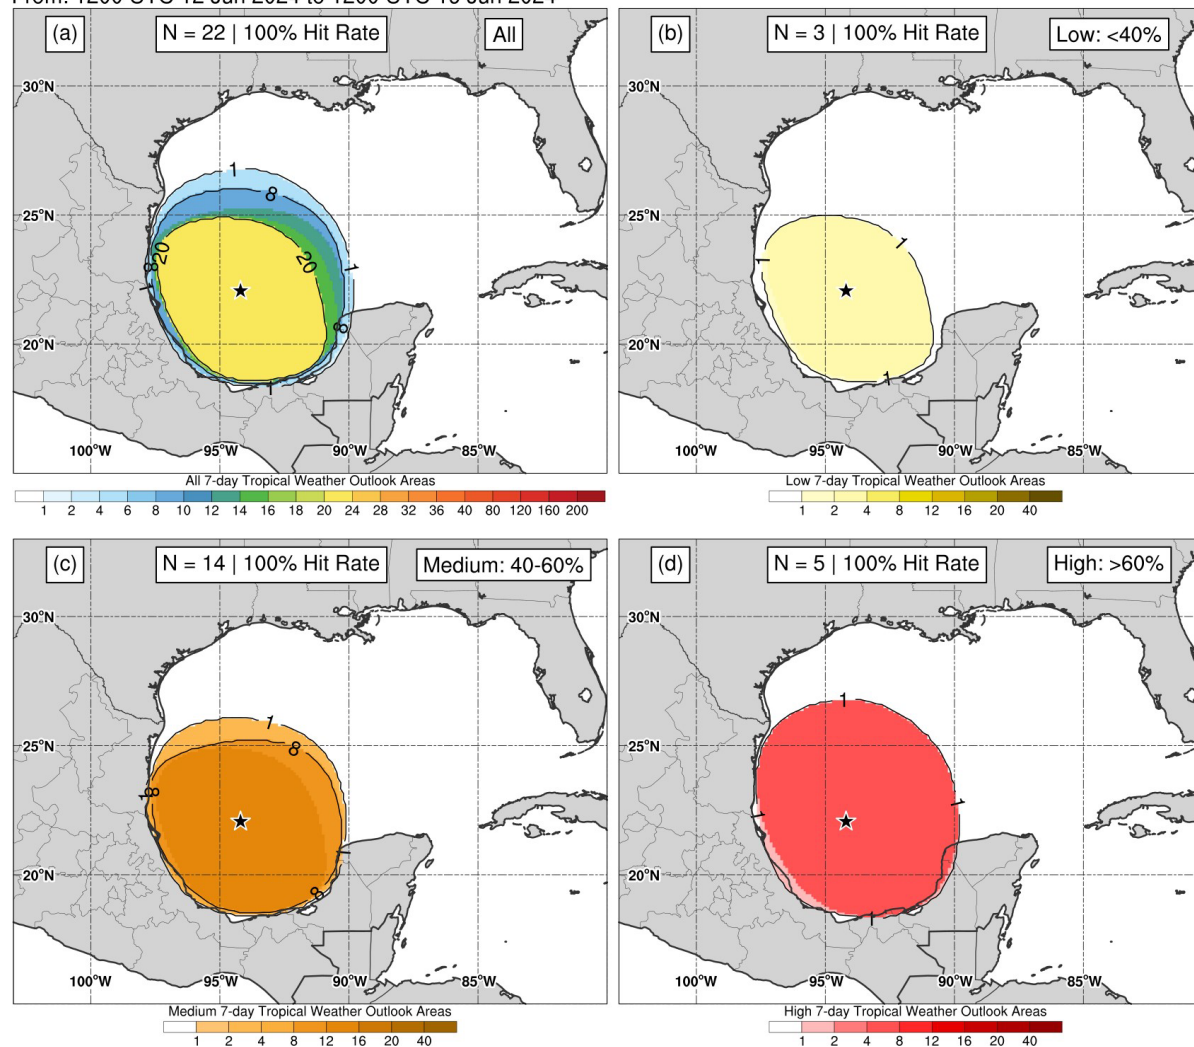 From: 1200 UTC 12 Jun 2024 to 1200 UTC
(a) N = 22 | 100% Hit Rate All
1
8
25°N
30°N
20°N
20
20
8
1
1
8
1
100°W 95°W 90°W 85°W
All 7-day Tropical Weather Outlook Areas
1 2 4 6 8 10 12 14 16 18 20 24 28 32 36 40 80 120 160 200
(b) N = 3 | 100% Hit Rate Low: <40%
30°N
25°N
20°N
1
1
1
100°W 95°W 90°W 85°W
Low 7-day Tropical Weather Outlook Areas
1 2 4 8 12 16 20 40
(c) N = 14 | 100% Hit Rate Medium: 40-60%
30°N
25°N
20°N
1
8
8
1
1
8
100°W 95°W 90°W 85°W
Medium 7-day Tropical Weather Outlook Areas
1 2 4 8 12 16 20 40
(d) N = 5 | 100% Hit Rate High: >60%
30°N
25°N
20°N
1
1
1
1
100°W 95°W 90°W 85°W
High 7-day Tropical Weather Outlook Areas
1 2 4 8 12 16 20 40